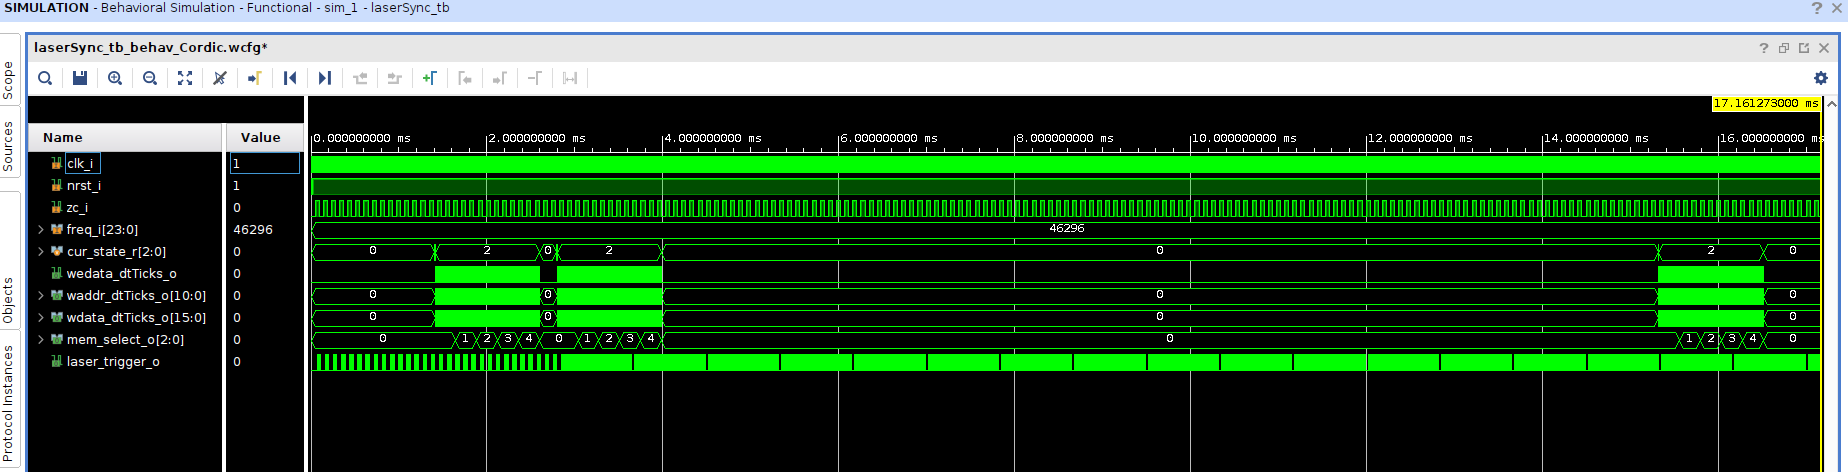 SIMULATION - Behavioral Simulation - Functional - sim_1 - laserSync_tb
laserSync_tb_behav_Cordic.wcfg*
17.161273000 ms
Name Value
0.000000000 ms 2.000000000 ms 4.000000000 ms 6.000000000 ms 8.000000000 ms 10.000000000 ms 12.000000000 ms 14.000000000 ms 16.000000000 ms
clk_i 1
nrst_i 1
zc_i 0
freq_i[23:0] 46296 46296
cur_state_r[2:0] 0 0 2 0 2 0 2 0
wedata_dtTicks_o 0
waddr_dtTicks_o[10:0] 0 0 0 0 0
wdata_dtTicks_o[15:0] 0 0 0 0 0
mem_select_o[2:0] 0 0 1 2 3 4 0 1 2 3 4 0 1 2 3 4 0
laser_trigger_o 0
Scope
Sources
Objects
Protocol Instances